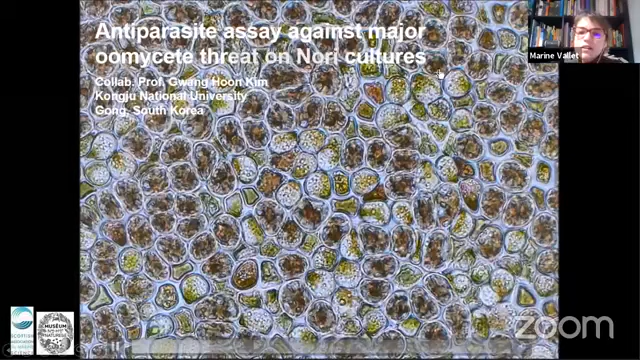 Antiparasite assay against major
oomycete threat on Nori cultures
Collab. Prof. Gwang Hoon Kim
Kongju National University
Gong, South Korea
Marine Vallet
MUSÉUM
zoom